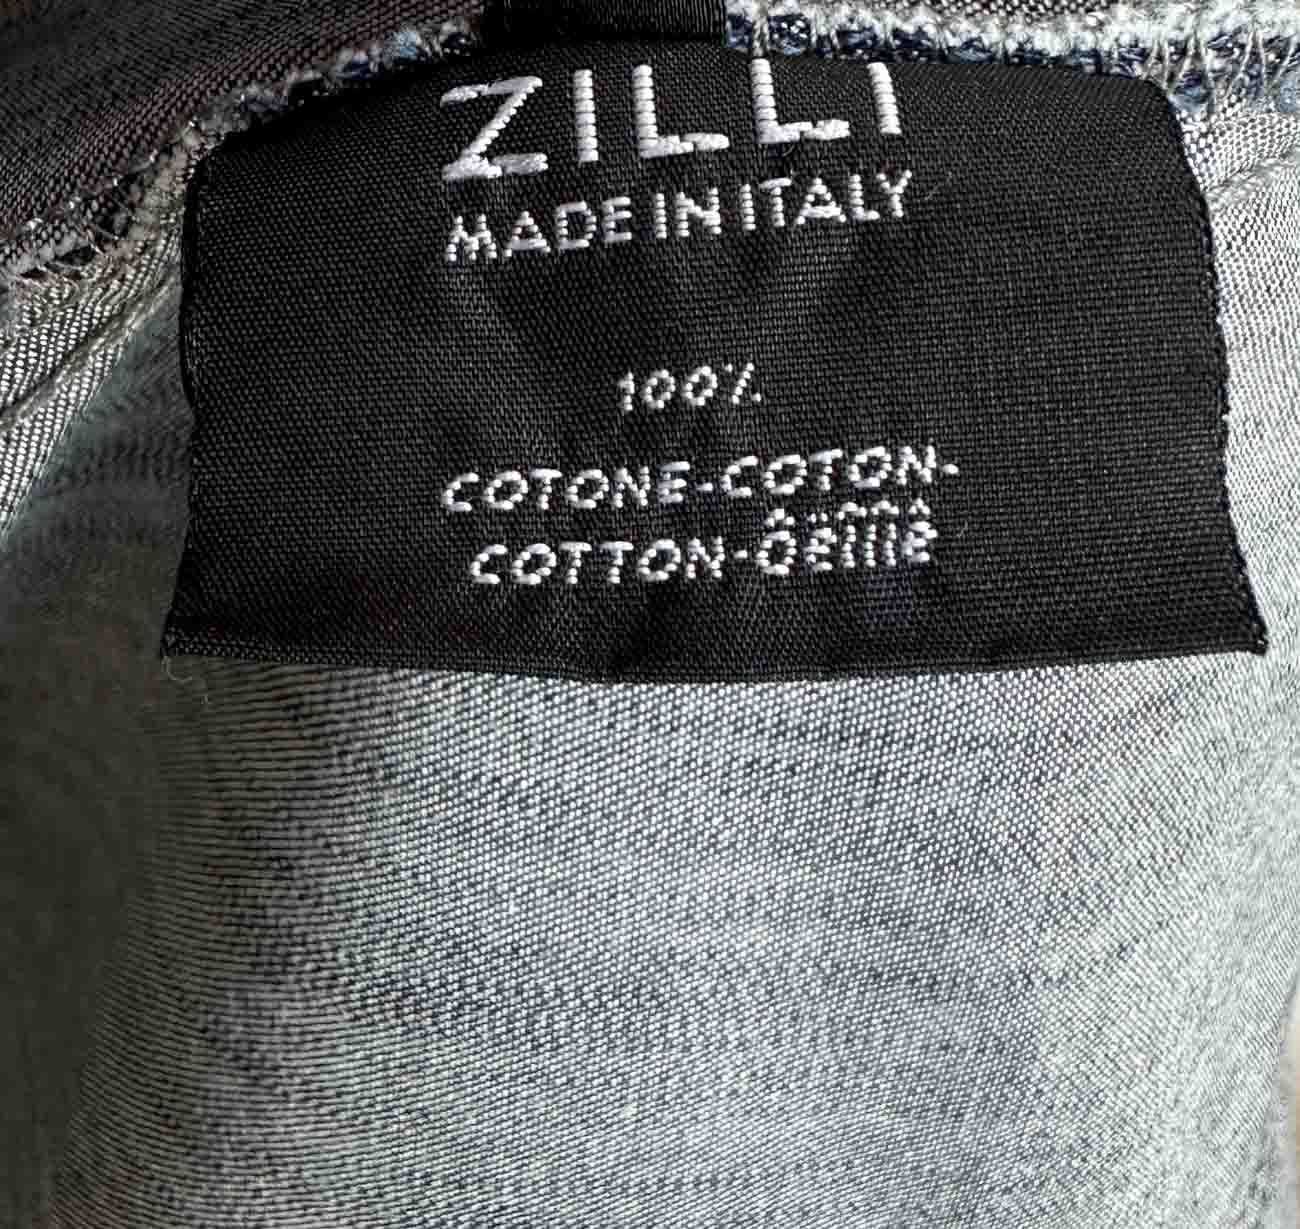 ZILLI
MADE IN ITALY
100%
COTONE-COTON-
COTTON-